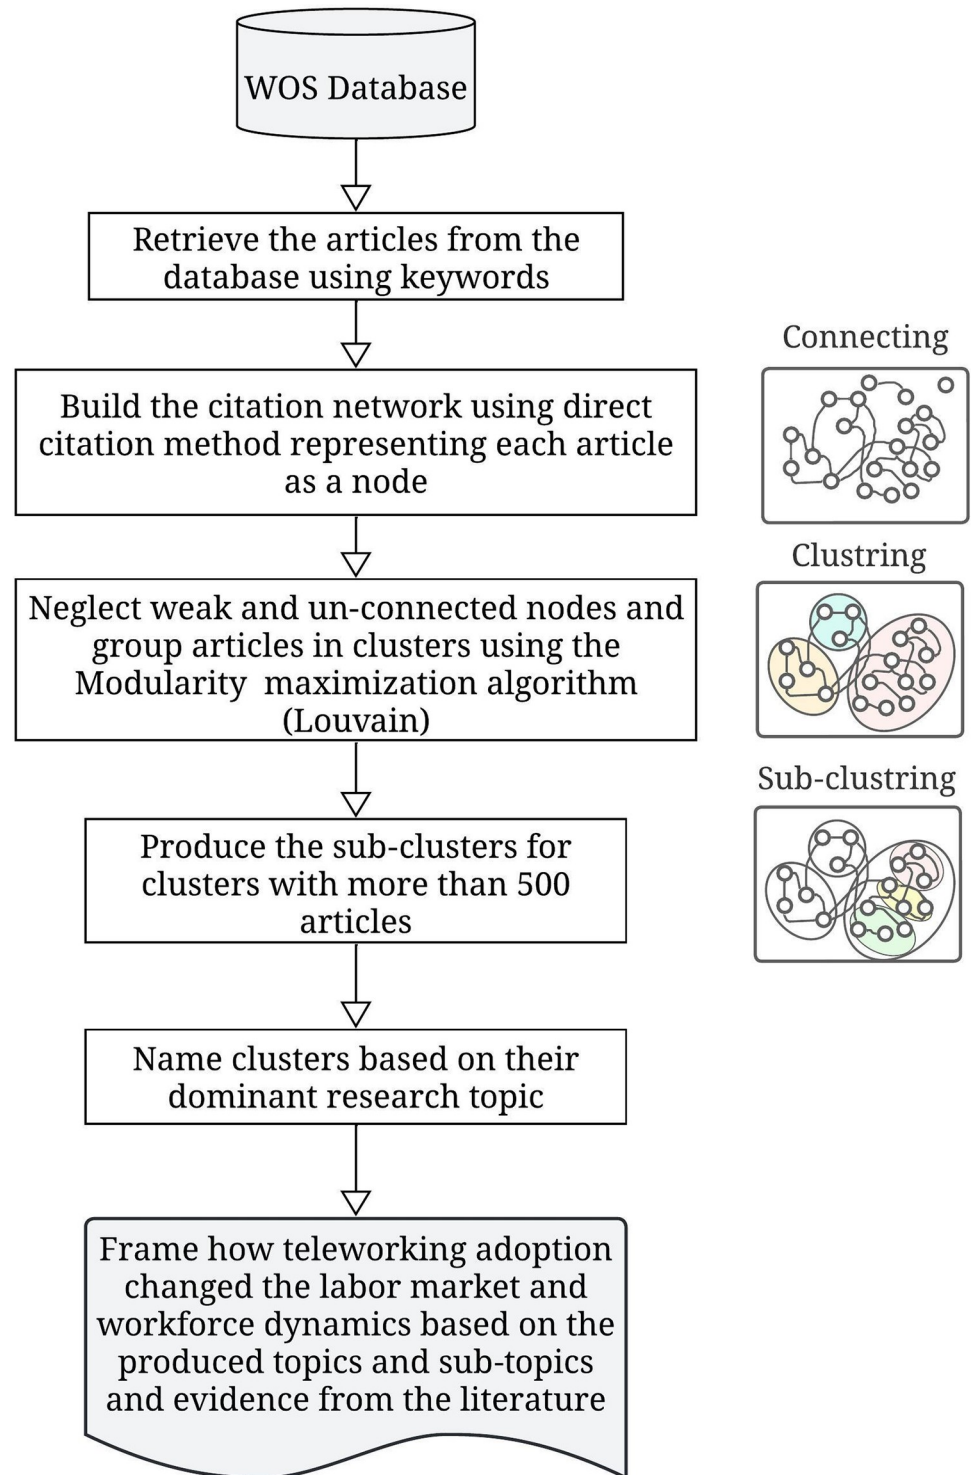 WOS Database
Retrieve the articles from the
database using keywords
Build the citation network using direct
citation method representing each article
as a node
Neglect weak and un-connected nodes and
group articles in clusters using the
Modularity maximization algorithm
(Louvain)
Produce the sub-clusters for
clusters with more than 500
articles
Name clusters based on their
dominant research topic
Frame how teleworking adoption
changed the labor market and
workforce dynamics based on the
produced topics and sub-topics
and evidence from the literature
Connecting
Clustring
Sub-clustring